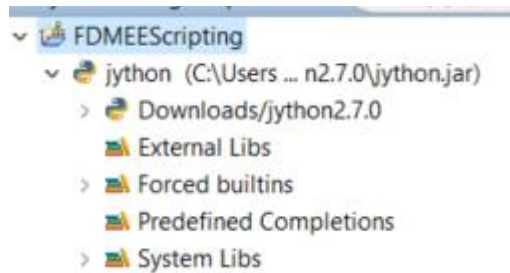 FDMEEScripting
jython (C:\Users ... n2.7.0\jython.jar)
Downloads/jython2.7.0
External Libs
Forced builtins
Predefined Completions
System Libs